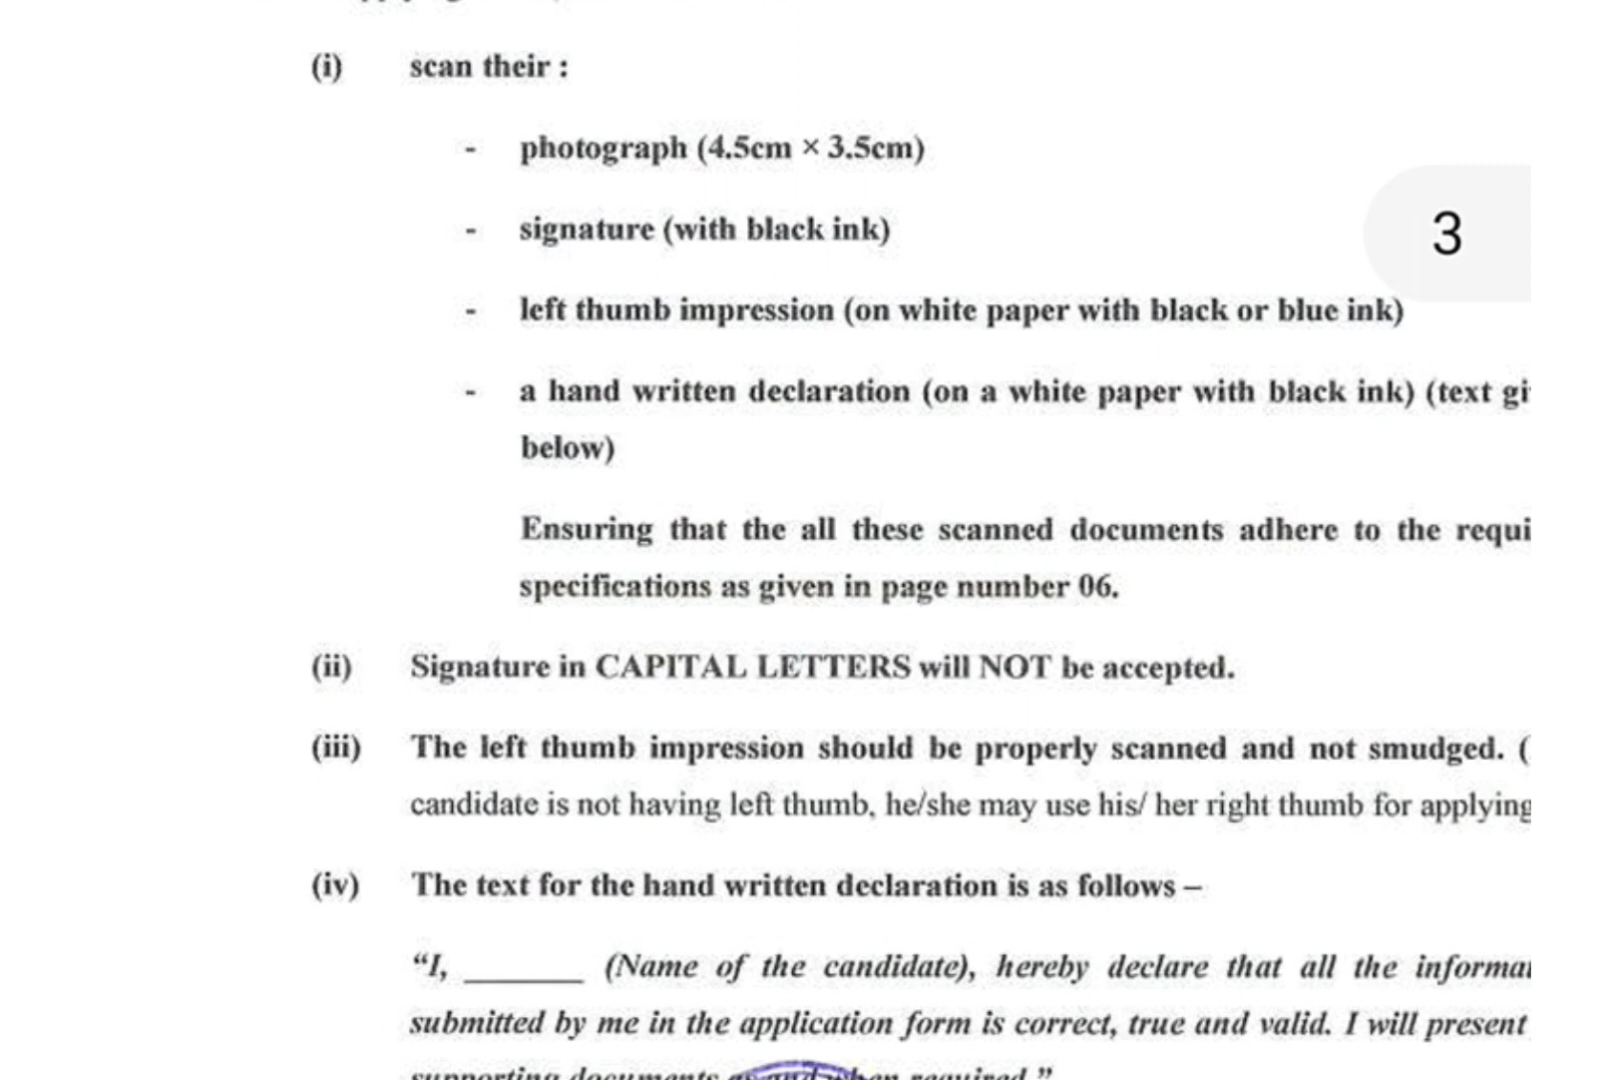 (i) scan their :
- photograph (4.5cm × 3.5cm)
- signature (with black ink)
3
- left thumb impression (on white paper with black or blue ink)
- a hand written declaration (on a white paper with black ink) (text
below)
Ensuring that the all these scanned documents adhere to the
specifications as given in page number 06.
(ii) Signature in CAPITAL LETTERS will NOT be accepted.
(iii) The left thumb impression should be properly scanned and not smudged. (
candidate is not having left thumb, he/she may use his/ her right thumb for applying
(iv) The text for the hand written declaration is as follows –
“I, _______ (Name of the candidate), hereby declare that all the
submitted by me in the application form is correct, true and valid. I will present
supporting documents required.”